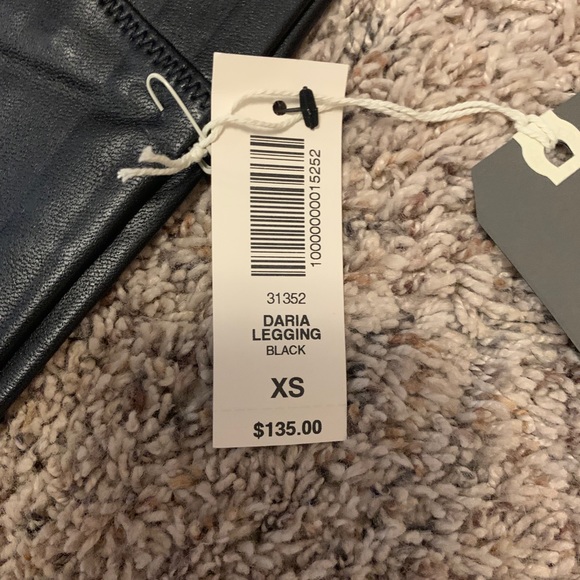 10000000015252
31352
DARIA
LEGGING
BLACK
XS
$135.00